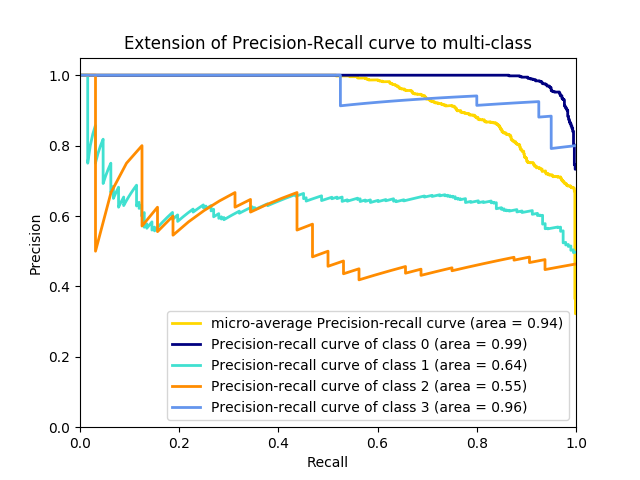 Extension of Precision-Recall curve to multi-class
1.0
0.8
0.6
0.4
0.2
0.0
Precision
micro-average Precision-recall curve (area = 0.94)
Precision-recall curve of class 0 (area = 0.99)
Precision-recall curve of class 1 (area = 0.64)
Precision-recall curve of class 2 (area = 0.55)
Precision-recall curve of class 3 (area = 0.96)
0.0 0.2 0.4 0.6 0.8 1.0
Recall